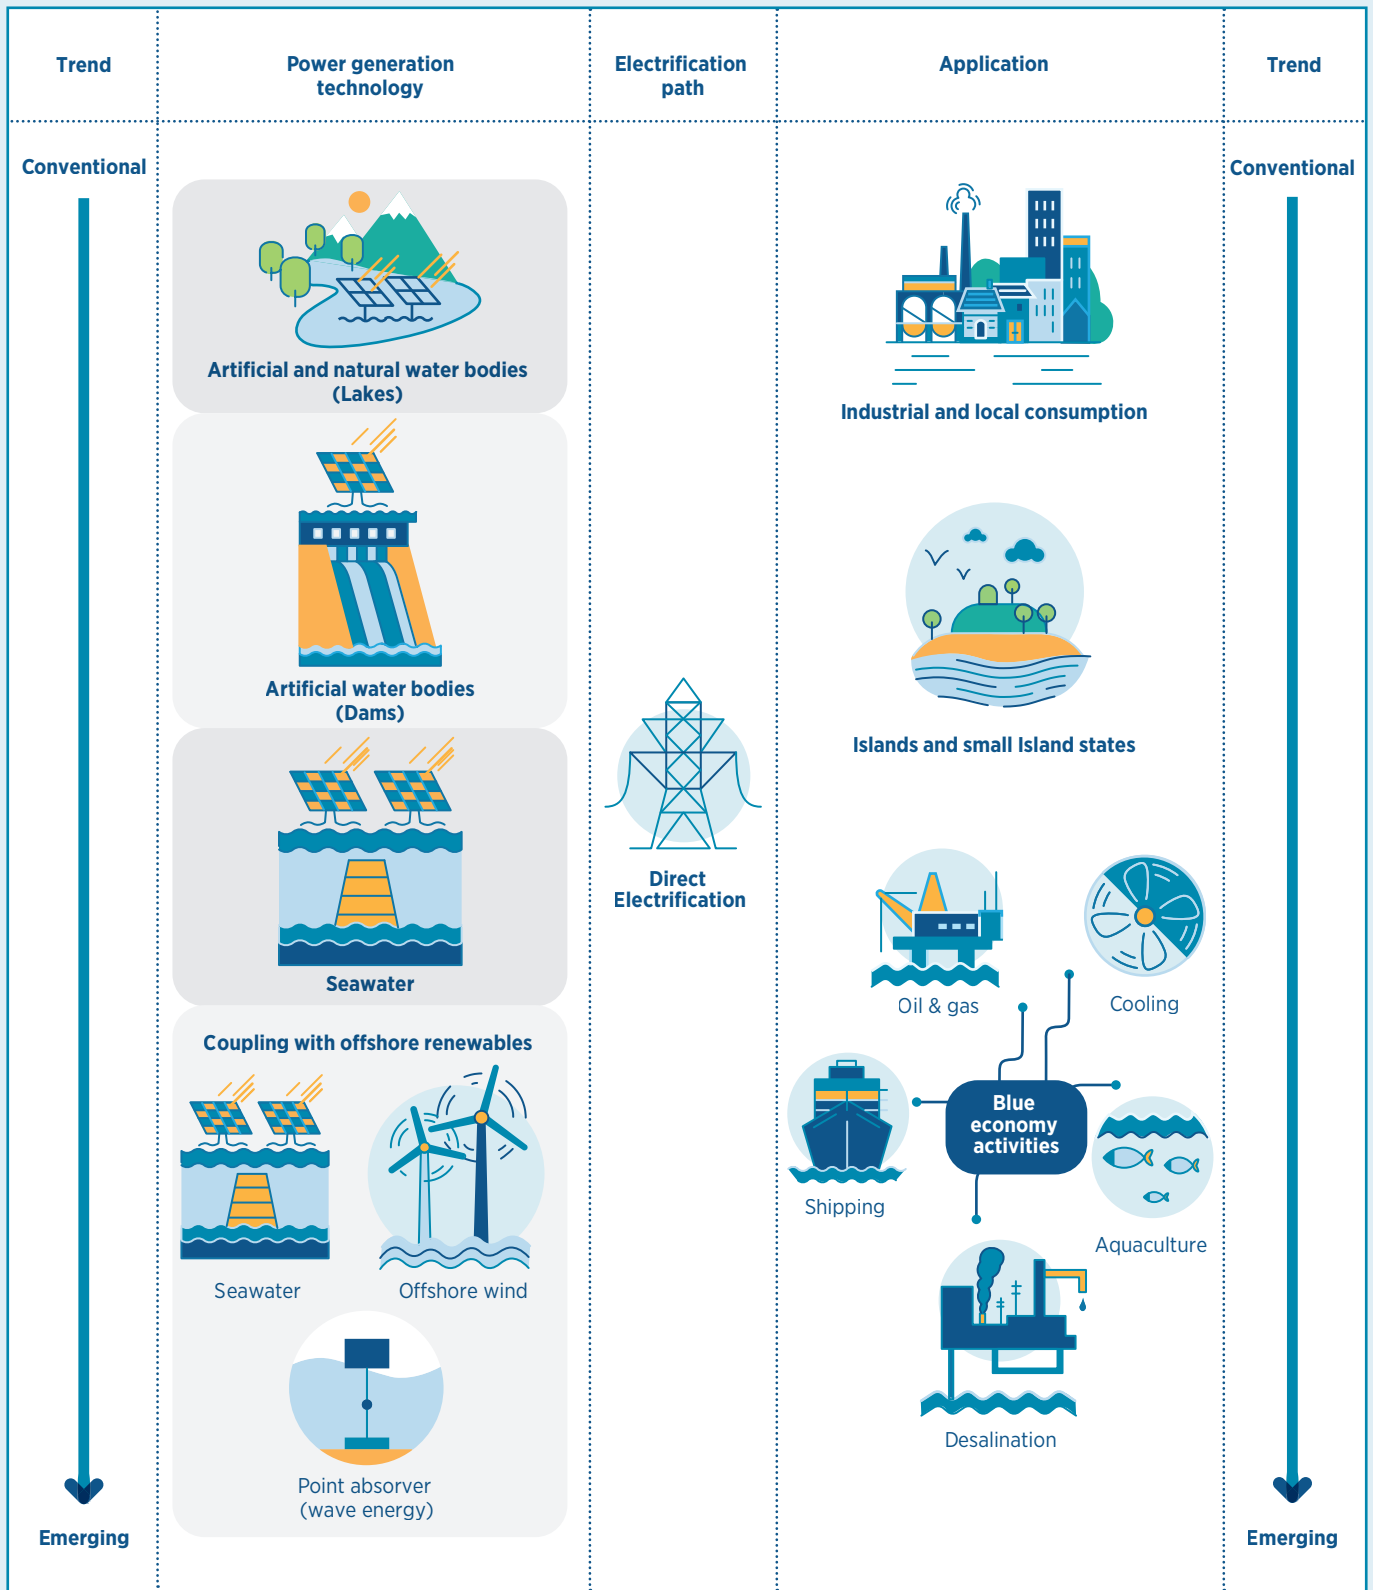 Trend
Power generation
technology
Electrification
path
Application
Trend
Conventional
Conventional
Artificial and natural water bodies
(Lakes)
Industrial and local consumption
Artificial water bodies
(Dams)
Islands and small Island states
Direct
Electrification
Seawater
Oil & gas
Cooling
Coupling with offshore renewables
Blue
economy
activities
Shipping
Aquaculture
Seawater
Offshore wind
Desalination
Point absorver
(wave energy)
Emerging
Emerging